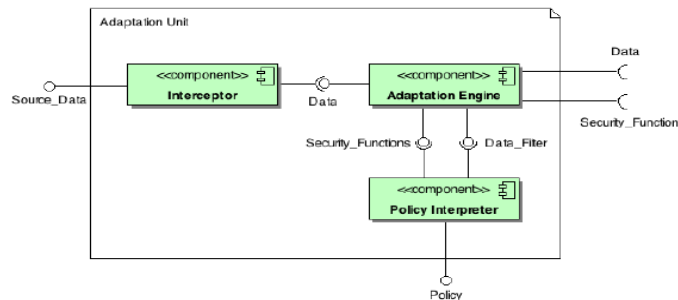 Adaptation Unit
<<component>>
Interceptor
<<component>>
Adaptation Engine
Data
Source_Data
Data
Security_Function
Security_Functions
Data_Filter
<<component>>
Policy Interpreter
Policy